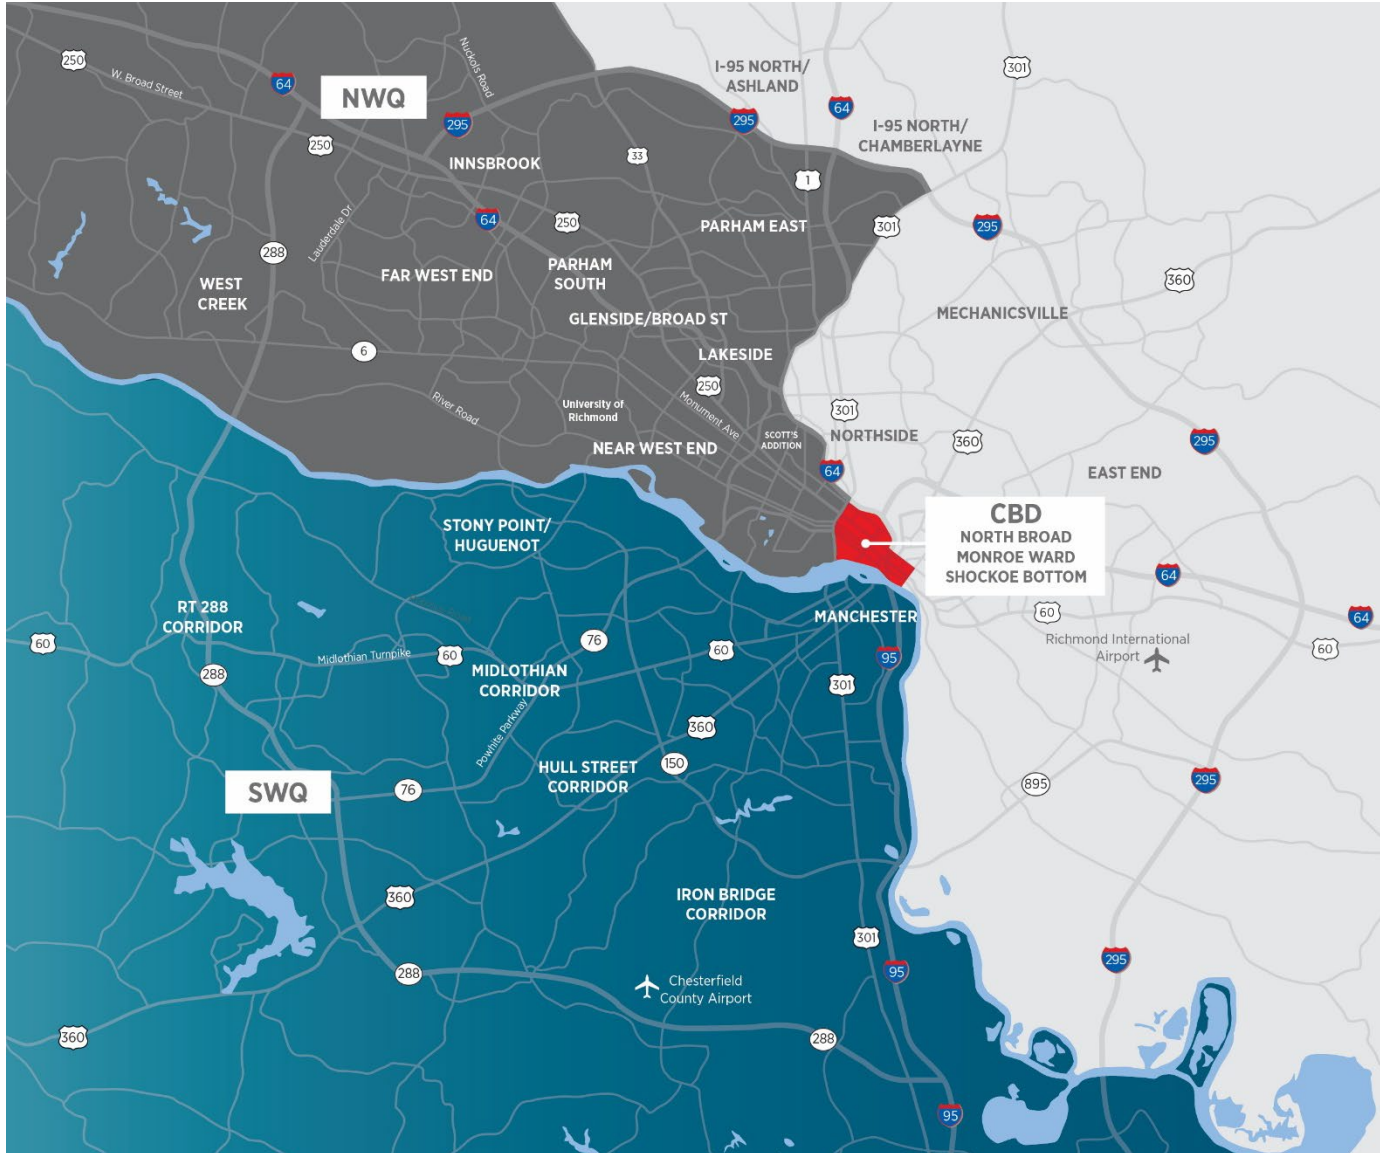 250
W. Broad Street
64
NWQ
Nuckols Road
295
I-95 NORTH/
ASHLAND
295
64
301
I-95 NORTH/
CHAMBERLAYNE
250
INNSBROOK
33
1
64
250
PARHAM EAST
301
295
288
Lauderdale Dr
WEST
CREEK
FAR WEST END
PARHAM
SOUTH
360
GLENSIDE/BROAD ST
MECHANICSVILLE
6
LAKESIDE
250
River Road
University of
Richmond
Monument Ave
SCOTT'S
ADDITION
301
NORTHSIDE
360
295
NEAR WEST END
64
EAST END
STONY POINT/
HUGUENOT
CBD
NORTH BROAD
MONROE WARD
SHOCKOE BOTTOM
64
RT 288
CORRIDOR
MANCHESTER
60
64
60
Midlothian Turnpike
60
76
60
Richmond International
Airport
60
288
MIDLOTHIAN
CORRIDOR
95
301
Powhite Parkway
360
HULL STREET
CORRIDOR
150
SWQ
76
895
295
360
IRON BRIDGE
CORRIDOR
301
95
295
288
Chesterfield
County Airport
360
288
95